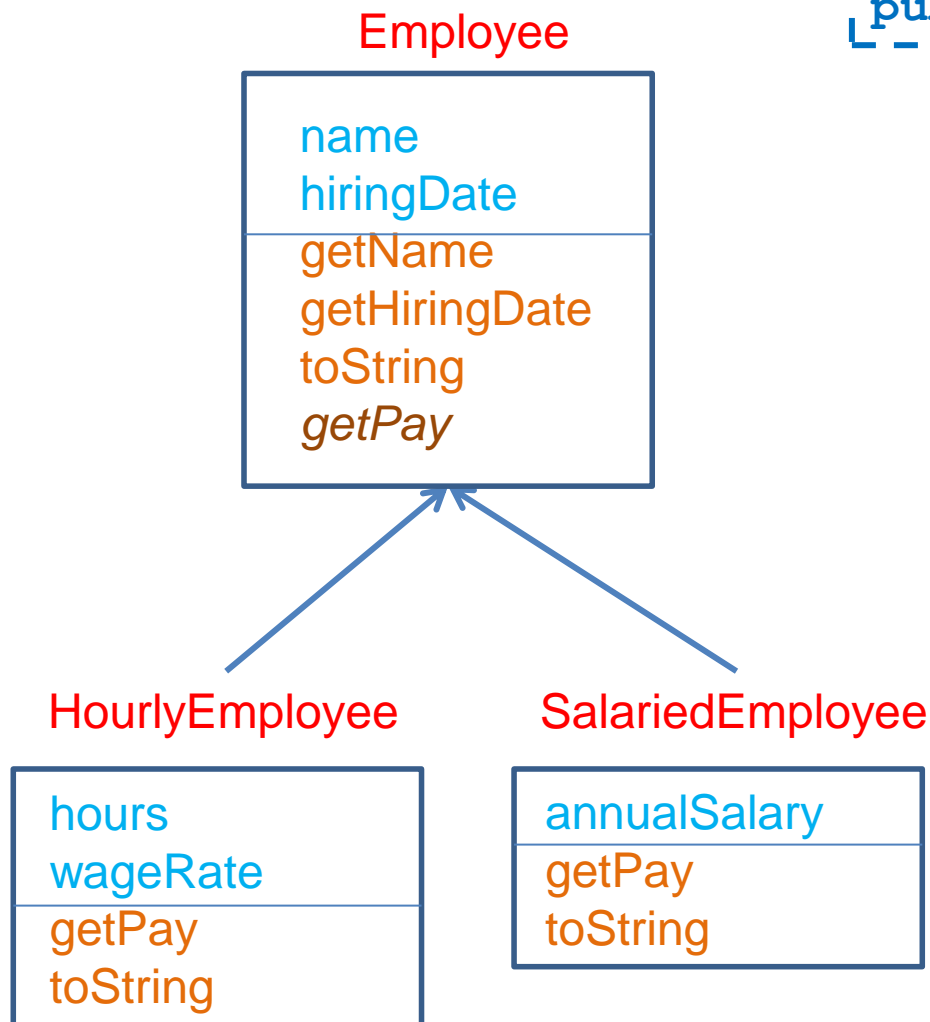 Employee
name
hiringDate
getName
getHiringDate
toString
getPay
HourlyEmployee
SalariedEmployee
hours
wageRate
getPay
toString
annualSalary
getPay
toString